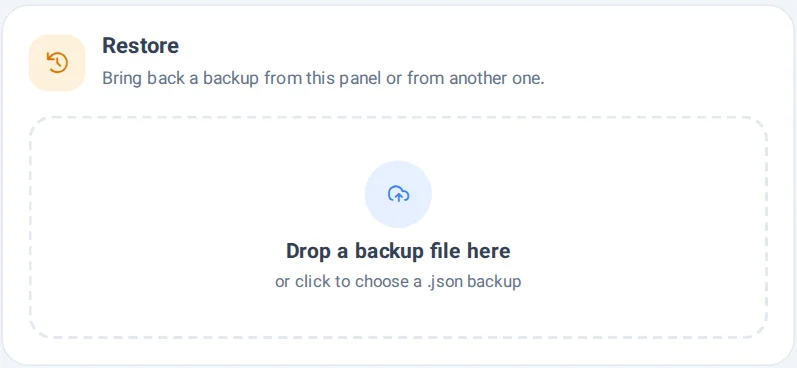 Restore
Bring back a backup from this panel or from another one.
Drop a backup file here
or click to choose a .json backup